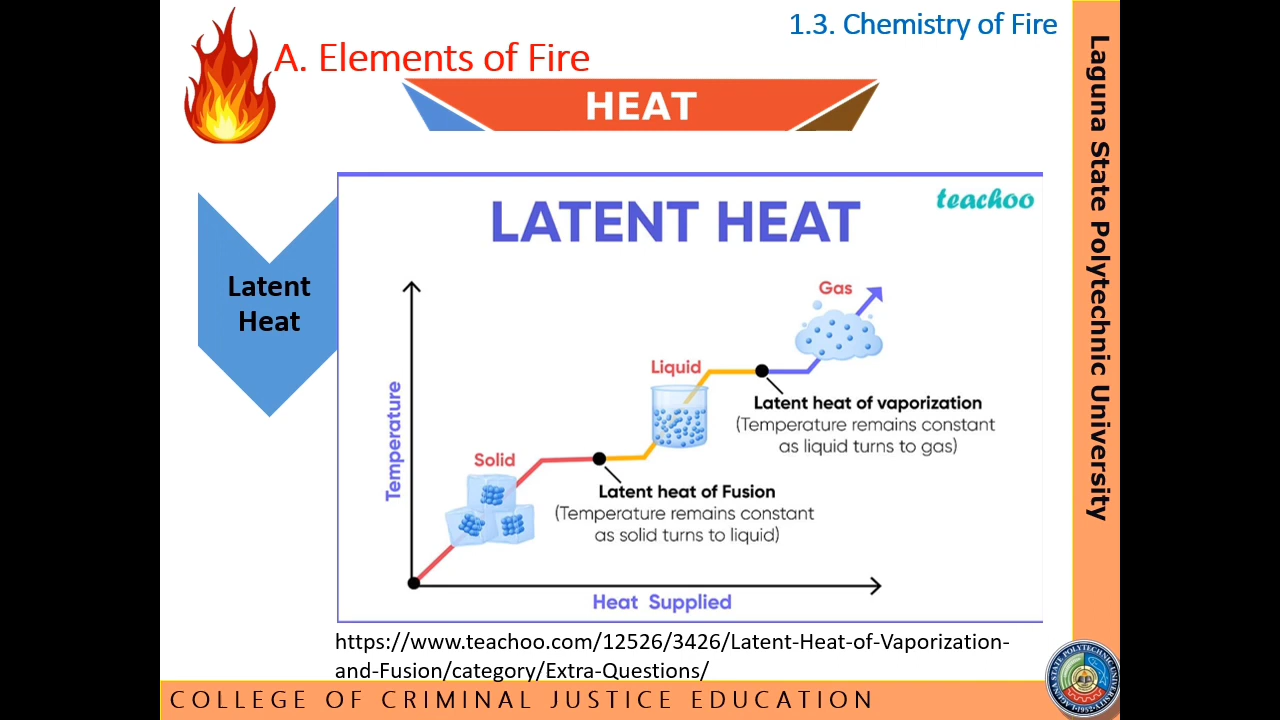 1.3. Chemistry of Fire
A. Elements of Fire
HEAT
Latent
Heat
teachoo
LATENT HEAT
Gas
Liquid
Latent heat of vaporization
(Temperature remains constant
as liquid turns to gas)
Solid
Latent heat of Fusion
(Temperature remains constant
as solid turns to liquid)
Temperature
Heat Supplied
https://www.teachoo.com/12526/3426/Latent-Heat-of-Vaporization-
and-Fusion/category/Extra-Questions/
COLLEGE OF CRIMINAL JUSTICE EDUCATION
Laguna State Polytechnic University